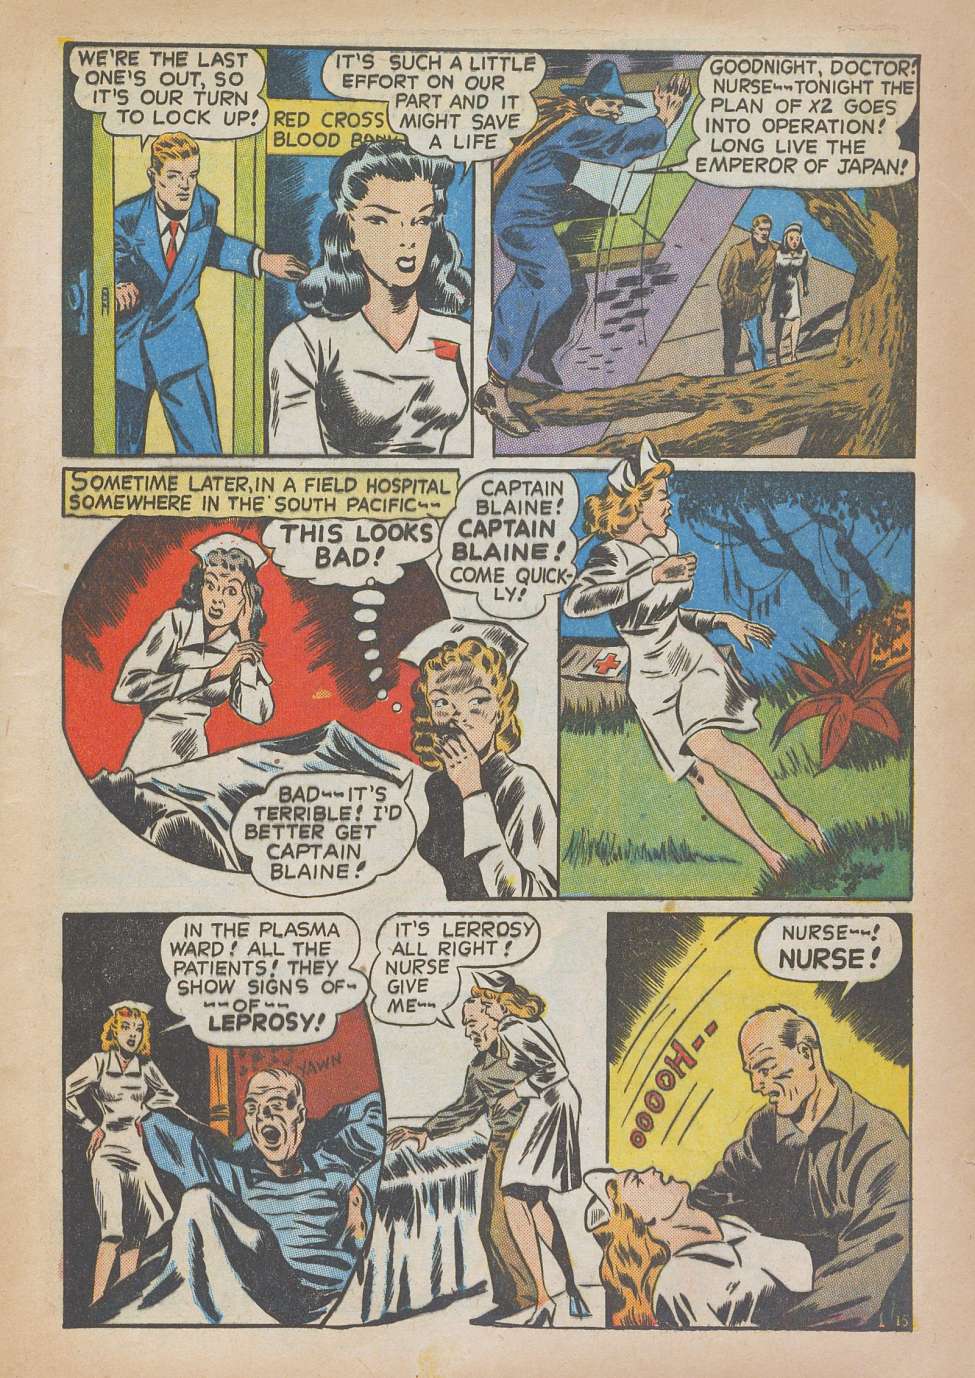 WE'RE THE LAST
ONE'S OUT, SO
IT'S OUR TURN
TO LOCK UP!
RED CROSS
BLOOD BANK
IT'S SUCH A LITTLE
EFFORT ON OUR
PART AND IT
MIGHT SAVE
A LIFE
GOODNIGHT, DOCTOR!
NURSE--TONIGHT THE
PLAN OF X2 GOES
INTO OPERATION!
LONG LIVE THE
EMPEROR OF JAPAN!
SOMETIME LATER, IN A FIELD HOSPITAL
SOMEWHERE IN THE SOUTH PACIFIC--
THIS LOOKS
BAD!
BAD--IT'S
TERRIBLE! I'D
BETTER GET
CAPTAIN
BLAINE!
CAPTAIN
BLAINE!
CAPTAIN
BLAINE!
COME QUICK-
LY!
IN THE PLASMA
WARD! ALL THE
PATIENTS! THEY
SHOW SIGNS OF-
--OF--
LEPROSY!
YAWN
IT'S LERROSY
ALL RIGHT!
NURSE
GIVE
ME--
OOOOH--
NURSE--!
NURSE!
15